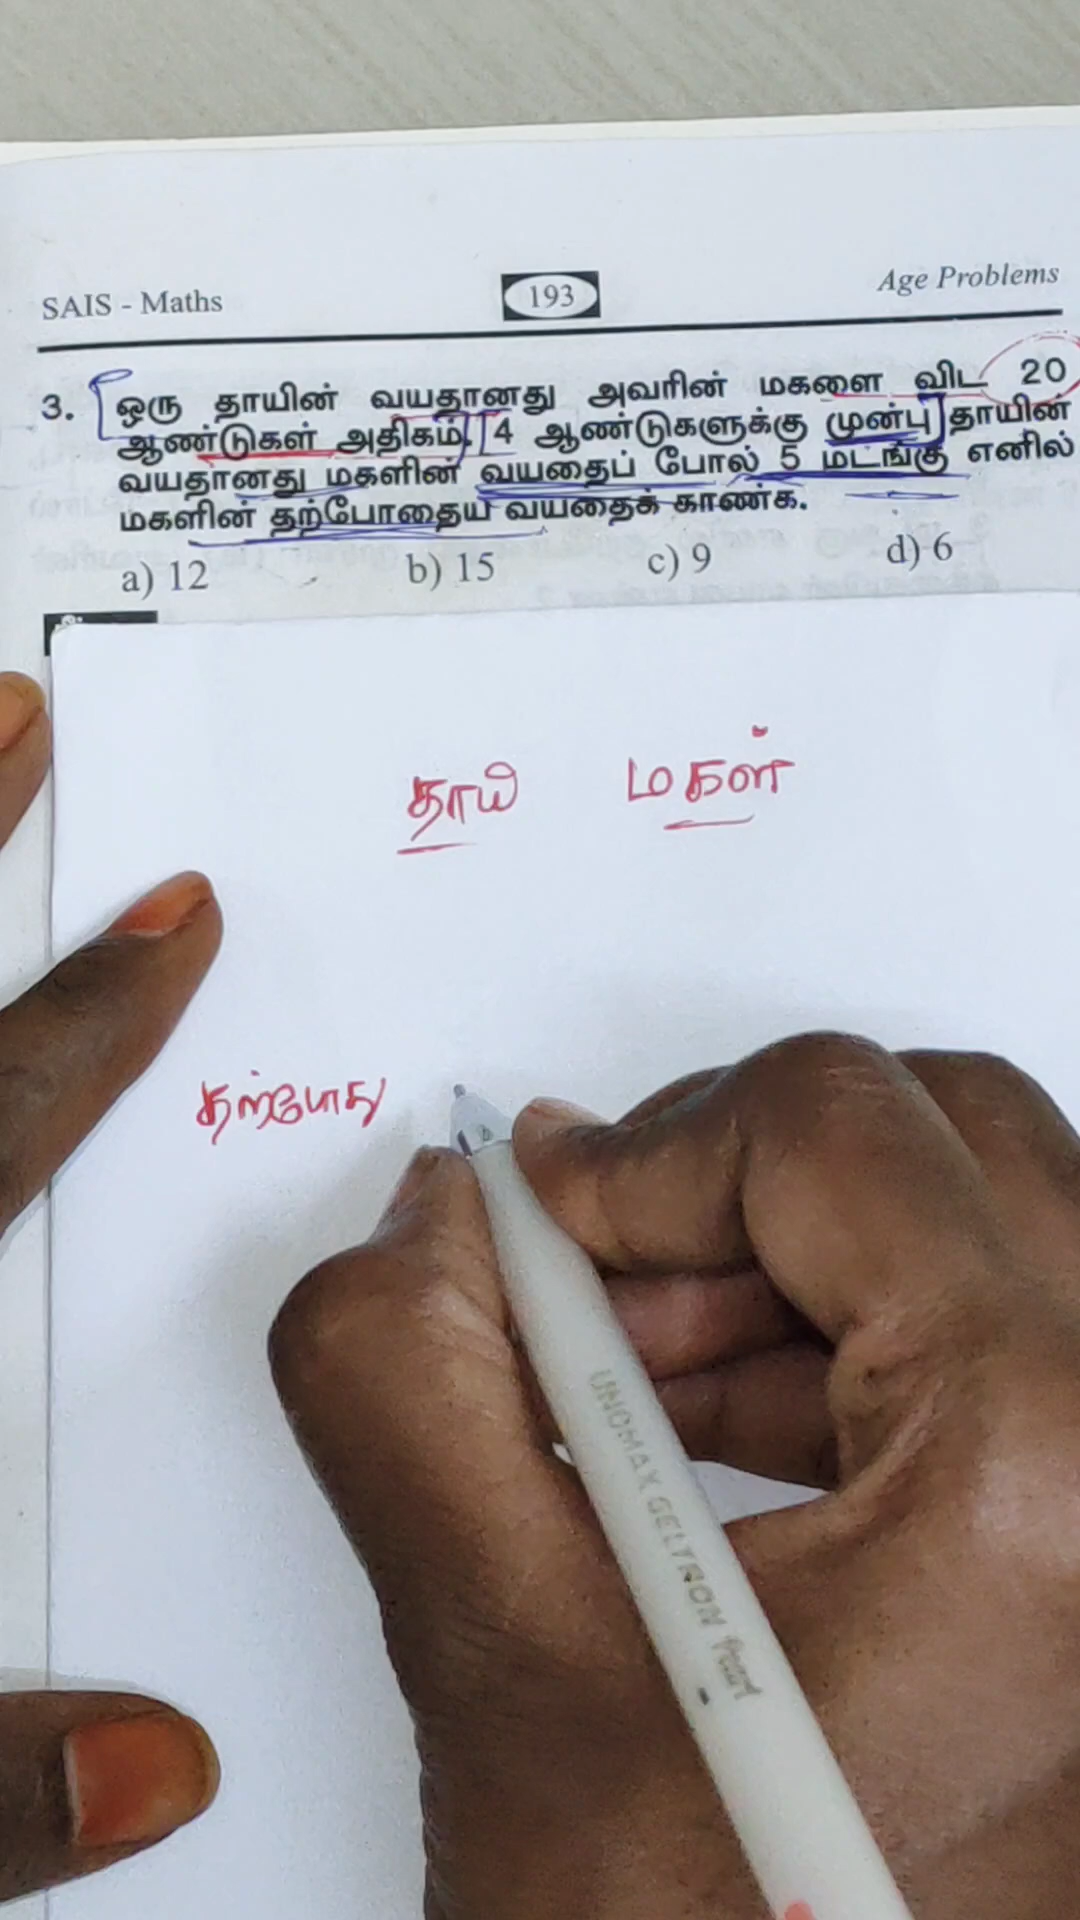 SAIS - Maths
193
Age Problems
3. ஒரு தாயின் வயதானது அவரின் மகளை விட 20
ஆண்டுகள் அதிகம். 4 ஆண்டுகளுக்கு முன்பு தாயின்
வயதானது மகளின் வயதைப் போல் 5 மடங்கு எனில்
மகளின் தற்போதைய வயதைக் காண்க.
a) 12 b) 15 c) 9 d) 6
தாய் மகள்
தற்போது
UNOMAX GELTRON